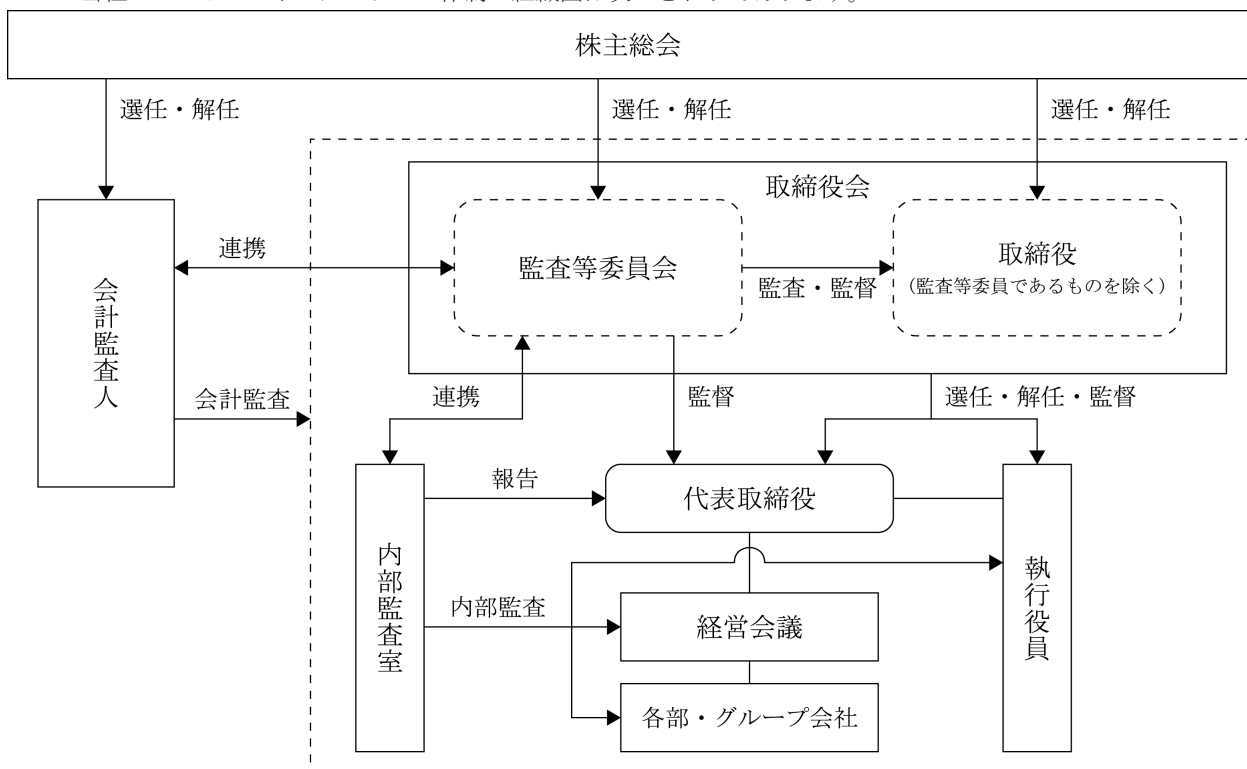 株主総会
選任・解任
選任・解任
選任・解任
取締役会
監査等委員会
取締役
(監査等委員であるものを除く)
連携
監査・監督
会計監査人
会計監査
連携
監督
選任・解任・監督
報告
代表取締役
内部監査室
内部監査
経営会議
執行役員
各部・グループ会社